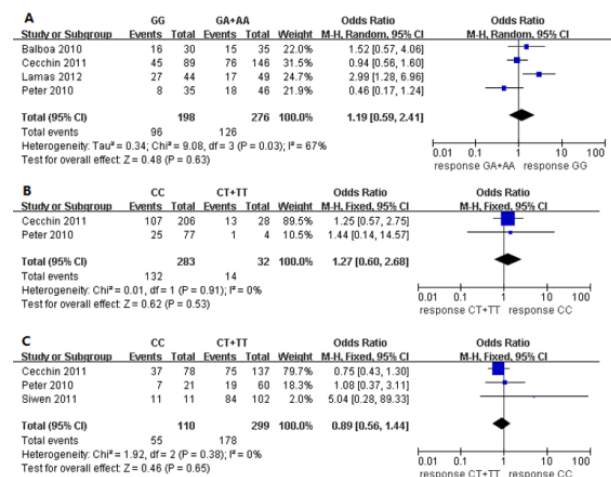 A
GG GA+AA Odds Ratio Odds Ratio
Study or Subgroup Events Total Events Total Weight M-H, Random, 95% CI M-H, Random, 95% CI
Balboa 2010 16 30 15 35 22.0% 1.52 [0.57, 4.06]
Cecchin 2011 45 89 76 146 31.5% 0.94 [0.56, 1.60]
Lamas 2012 27 44 17 49 24.7% 2.99 [1.28, 6.96]
Peter 2010 8 35 18 46 21.9% 0.46 [0.17, 1.24]
Total (95% CI) 198 276 100.0% 1.19 [0.59, 2.41]
Total events 96 126
Heterogeneity: Tau² = 0.34; Chi² = 9.08, df = 3 (P = 0.03); I² = 67%
Test for overall effect: Z = 0.48 (P = 0.63)
0.01 0.1 1 10 100
response GA+AA response GG
B
CC CT+TT Odds Ratio Odds Ratio
Study or Subgroup Events Total Events Total Weight M-H, Fixed, 95% CI M-H, Fixed, 95% CI
Cecchin 2011 107 206 13 28 89.5% 1.25 [0.57, 2.75]
Peter 2010 25 77 1 4 10.5% 1.44 [0.14, 14.57]
Total (95% CI) 283 32 100.0% 1.27 [0.60, 2.68]
Total events 132 14
Heterogeneity: Chi² = 0.01, df = 1 (P = 0.91); I² = 0%
Test for overall effect: Z = 0.62 (P = 0.53)
0.01 0.1 1 10 100
response CT+TT response CC
C
CC CT+TT Odds Ratio Odds Ratio
Study or Subgroup Events Total Events Total Weight M-H, Fixed, 95% CI M-H, Fixed, 95% CI
Cecchin 2011 37 78 75 137 79.7% 0.75 [0.43, 1.30]
Peter 2010 7 21 19 60 18.3% 1.08 [0.37, 3.11]
Siwen 2011 11 11 84 102 2.0% 5.04 [0.28, 89.33]
Total (95% CI) 110 299 100.0% 0.89 [0.56, 1.44]
Total events 55 178
Heterogeneity: Chi² = 1.92, df = 2 (P = 0.38); I² = 0%
Test for overall effect: Z = 0.46 (P = 0.65)
0.01 0.1 1 10 100
response CT+TT response CC